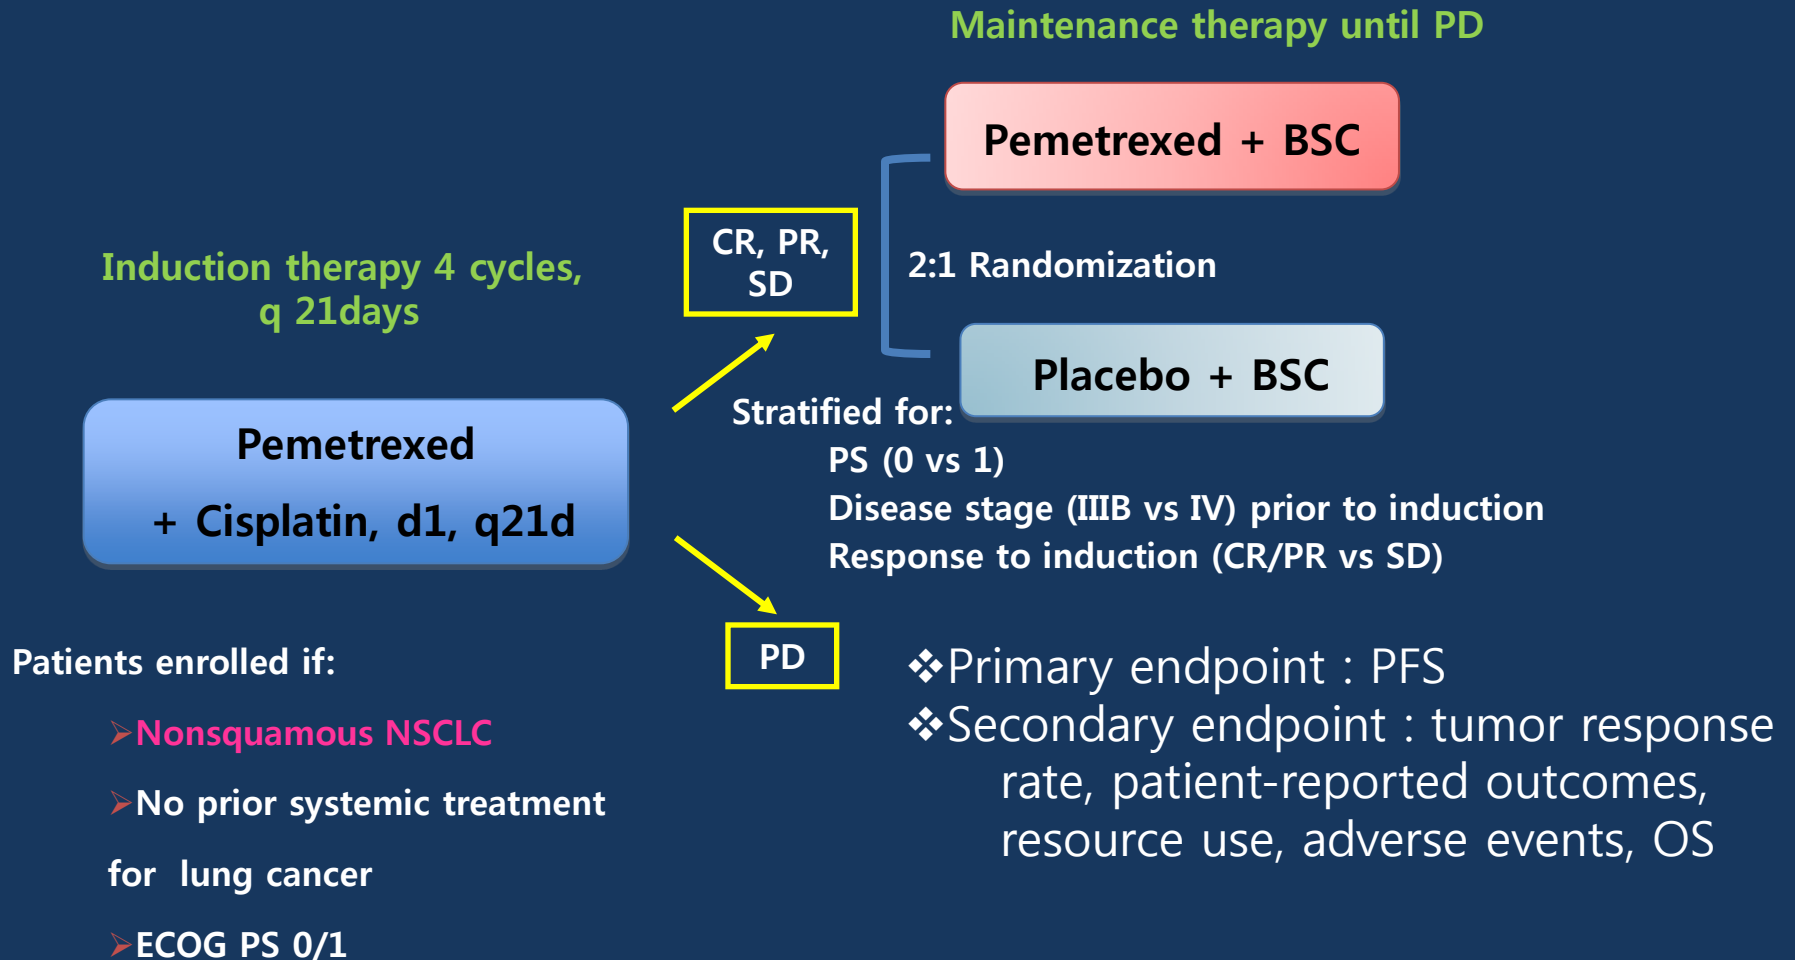 Maintenance therapy until PD
Pemetrexed + BSC
CR, PR,
SD
2:1 Randomization
Induction therapy 4 cycles,
q 21days
Placebo + BSC
Stratified for:
PS (0 vs 1)
Disease stage (IIIB vs IV) prior to induction
Response to induction (CR/PR vs SD)
Pemetrexed
+ Cisplatin, d1, q21d
PD
Patients enrolled if:
➢Nonsquamous NSCLC
➢No prior systemic treatment
for lung cancer
➢ECOG PS 0/1
❖Primary endpoint : PFS
❖Secondary endpoint : tumor response
rate, patient-reported outcomes,
resource use, adverse events, OS